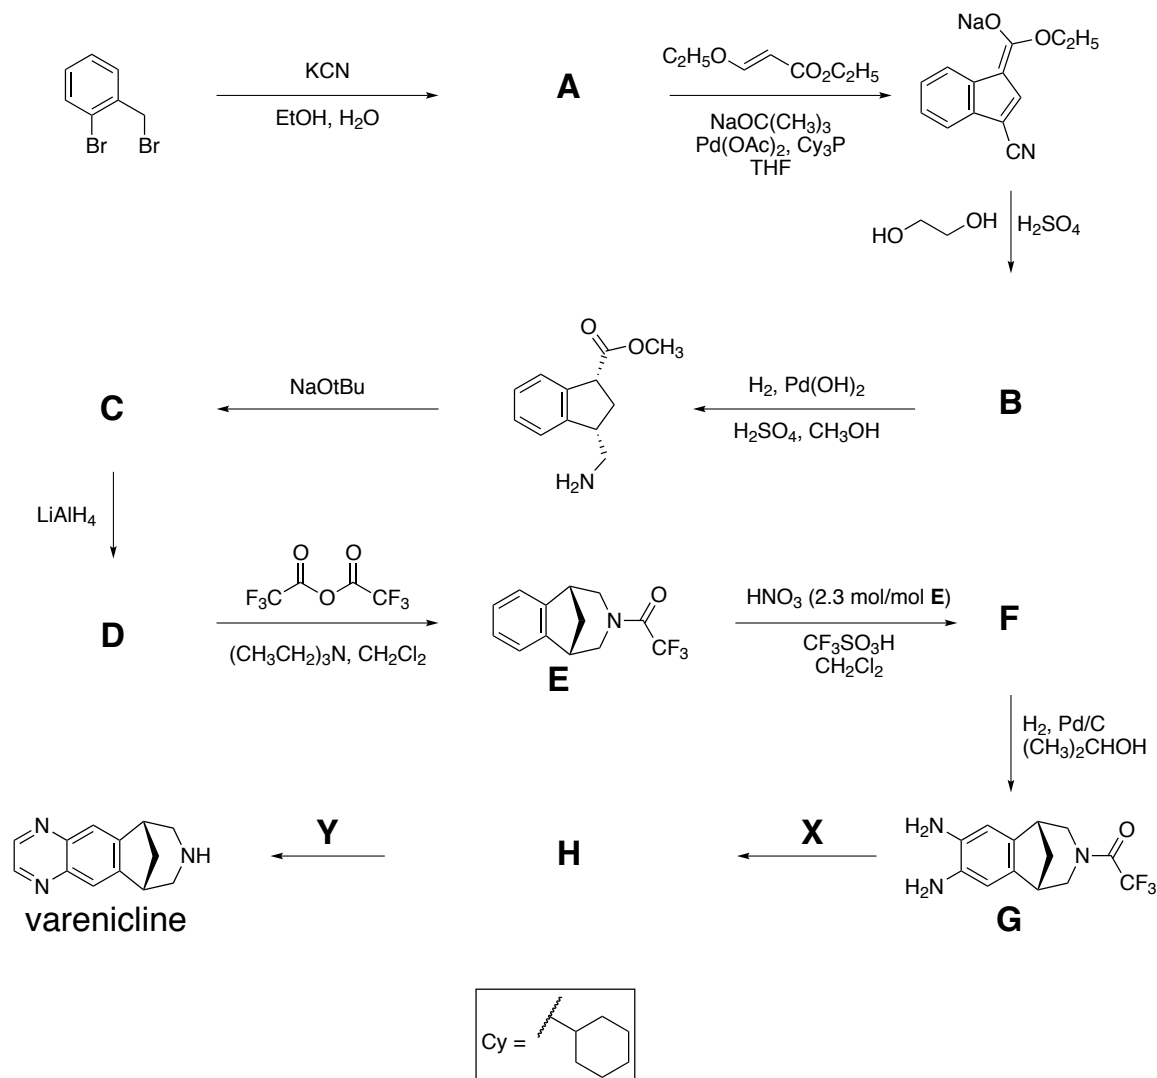 Br
Br
KCN
EtOH, H2O
A
C2H5O
CO2C2H5
NaOC(CH3)3
Pd(OAc)2, Cy3P
THF
NaO
OC2H5
CN
HO
OH
H2SO4
B
H2, Pd(OH)2
H2SO4, CH3OH
O
OCH3
H2N
NaOtBu
C
LiAlH4
D
O
O
F3C
O
CF3
(CH3CH2)3N, CH2Cl2
N
O
CF3
E
HNO3 (2.3 mol/mol E)
CF3SO3H
CH2Cl2
F
H2, Pd/C
(CH3)2CHOH
H2N
H2N
N
O
CF3
G
X
H
Y
N
N
NH
varenicline
Cy =